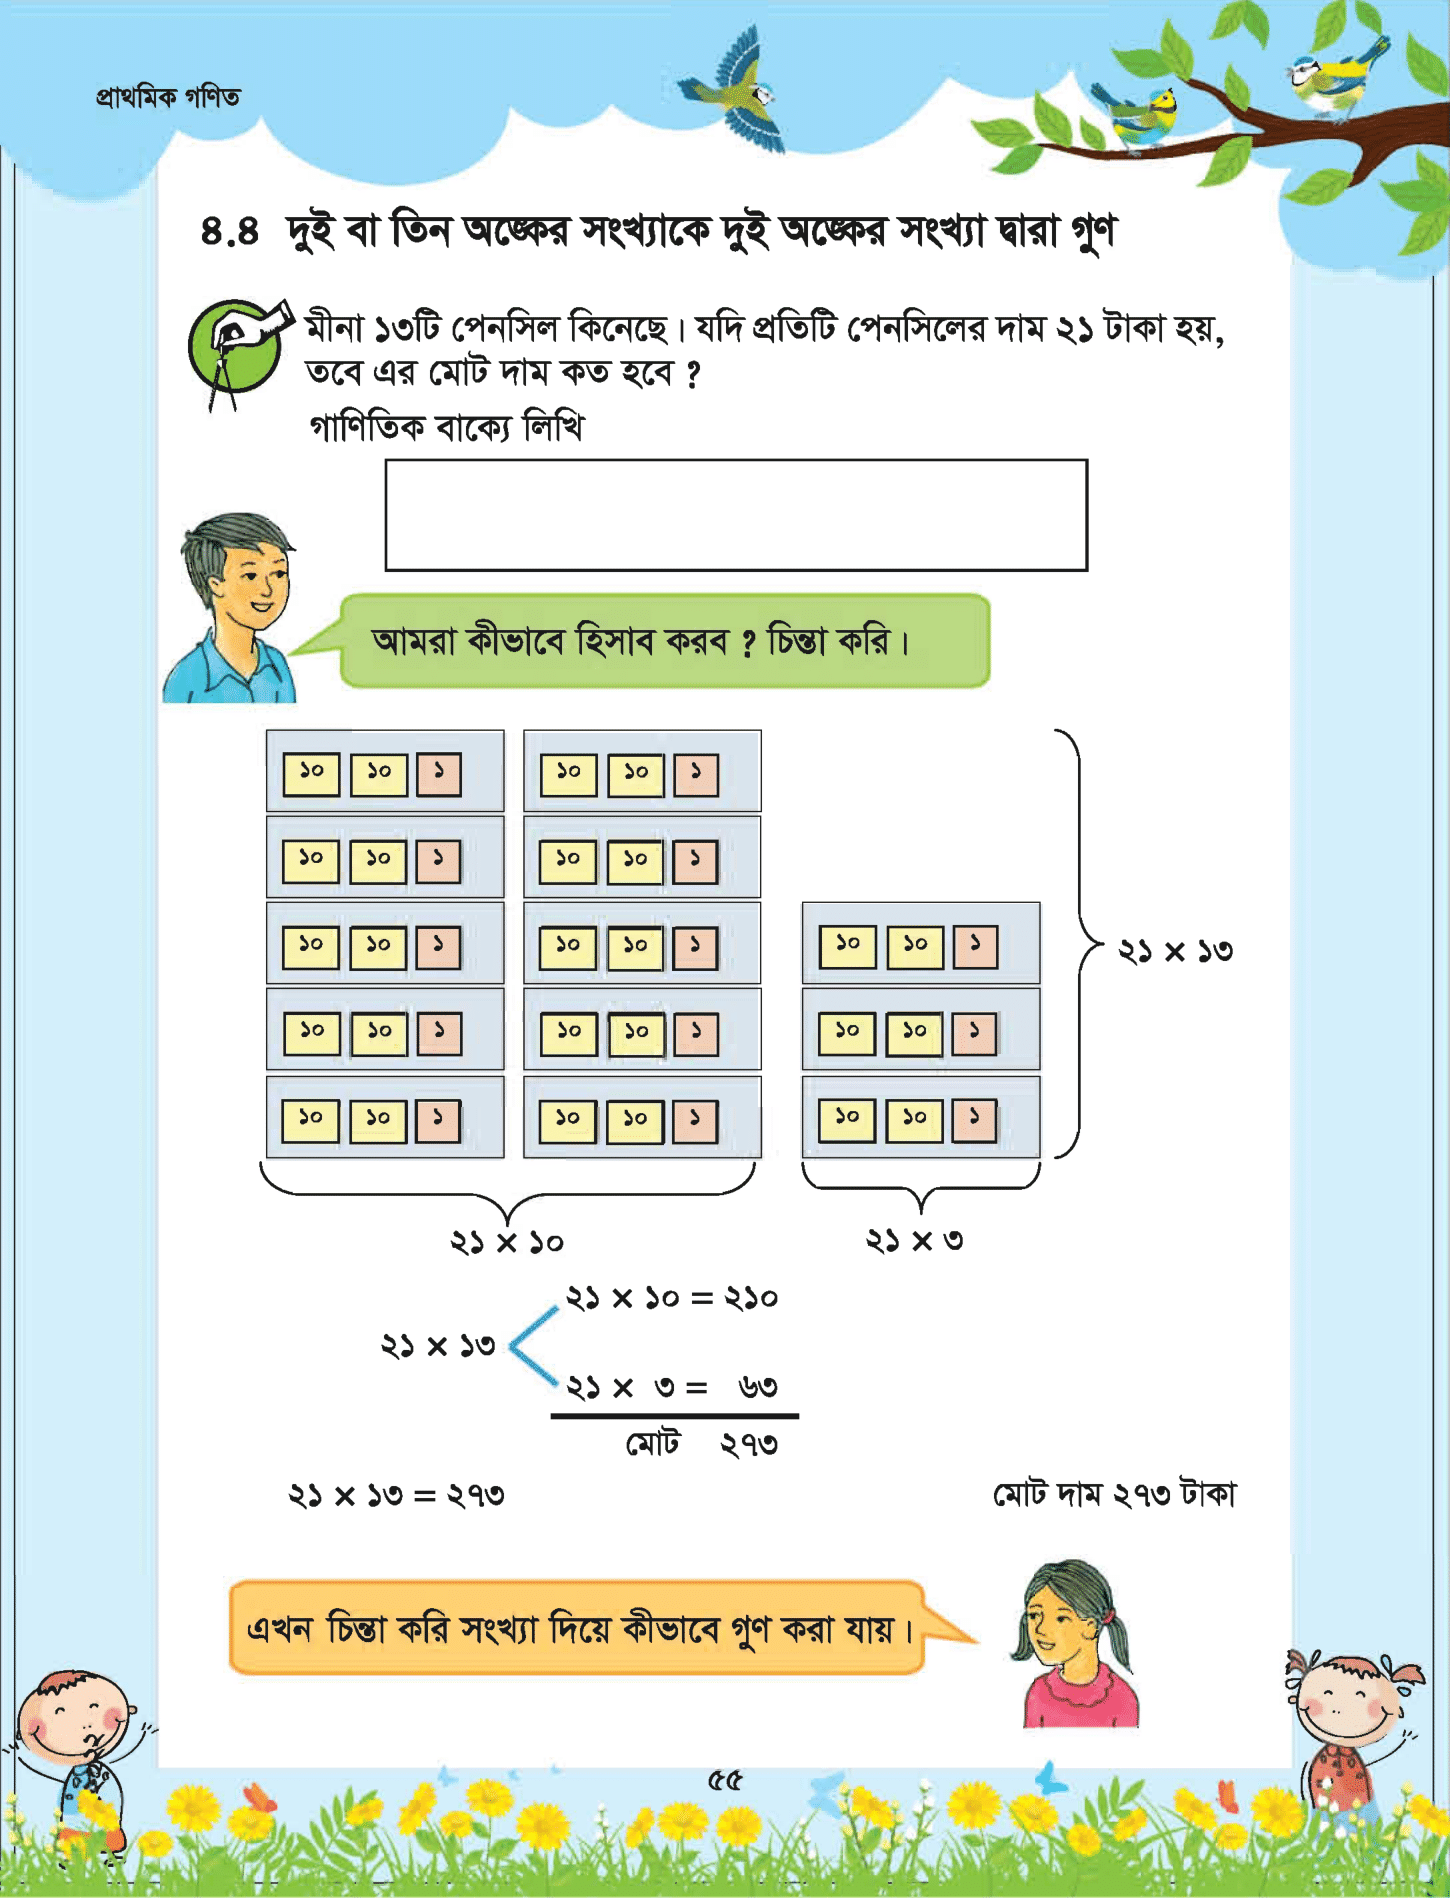 প্রাথমিক গণিত
৪.৪ দুই বা তিন অঙ্কের সংখ্যাকে দুই অঙ্কের সংখ্যা দ্বারা গুণ
মীনা ১৩টি পেনসিল কিনেছে। যদি প্রতিটি পেনসিলের দাম ২১ টাকা হয়,
তবে এর মোট দাম কত হবে ?
গাণিতিক বাক্যে লিখি
আমরা কীভাবে হিসাব করব ? চিন্তা করি।
১০ ১০ ১ ১০ ১০ ১
১০ ১০ ১ ১০ ১০ ১
১০ ১০ ১ ১০ ১০ ১ ১০ ১০ ১
২১ × ১৩
১০ ১০ ১ ১০ ১০ ১ ১০ ১০ ১
১০ ১০ ১ ১০ ১০ ১ ১০ ১০ ১
২১ × ১০ ২১ × ৩
২১ × ১০ = ২১০
২১ × ১৩
২১ × ৩ = ৬৩
মোট ২৭৩
২১ × ১৩ = ২৭৩ মোট দাম ২৭৩ টাকা
এখন চিন্তা করি সংখ্যা দিয়ে কীভাবে গুণ করা যায়।
৫৫